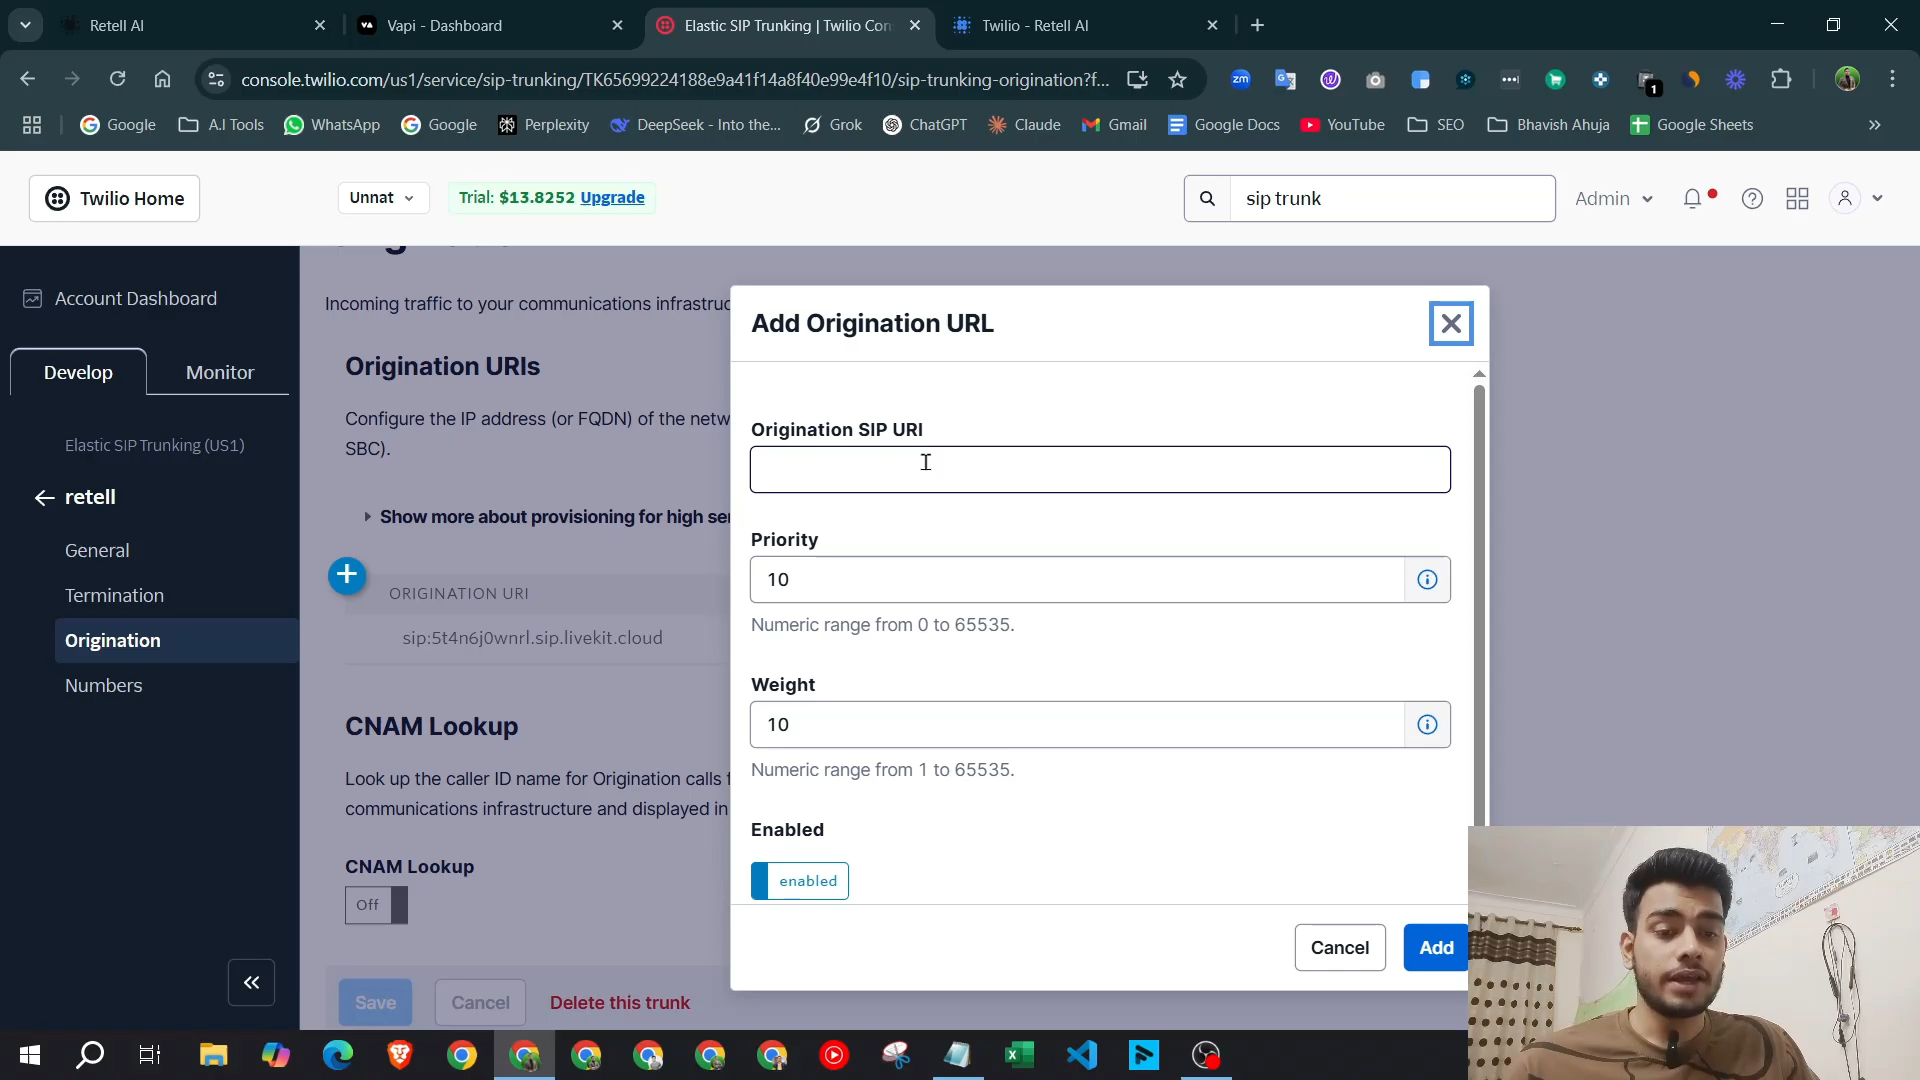 Retell AI
Vapi - Dashboard
Elastic SIP Trunking | Twilio Con
Twilio - Retell AI
console.twilio.com/us1/service/sip-trunking/TK65699224188e9a41f14a8f40e99e4f10/sip-trunking-origination?f...
zm
1
Google
A.I Tools
WhatsApp
Google
Perplexity
DeepSeek - Into the...
Grok
ChatGPT
Claude
Gmail
Google Docs
YouTube
SEO
Bhavish Ahuja
Google Sheets
Twilio Home
Unnat
Trial: $13.8252 Upgrade
sip trunk
Admin
Account Dashboard
Develop
Monitor
Elastic SIP Trunking (US1)
retell
General
Termination
Origination
Numbers
Incoming traffic to your communications infrastruc
Origination URIs
Configure the IP address (or FQDN) of the netw
SBC).
Show more about provisioning for high ser
ORIGINATION URI
sip:5t4n6j0wnrl.sip.livekit.cloud
CNAM Lookup
Look up the caller ID name for Origination calls f
communications infrastructure and displayed in
CNAM Lookup
Off
Save
Cancel
Delete this trunk
Add Origination URL
Origination SIP URI
Priority
10
Numeric range from 0 to 65535.
Weight
10
Numeric range from 1 to 65535.
Enabled
enabled
Cancel
Add